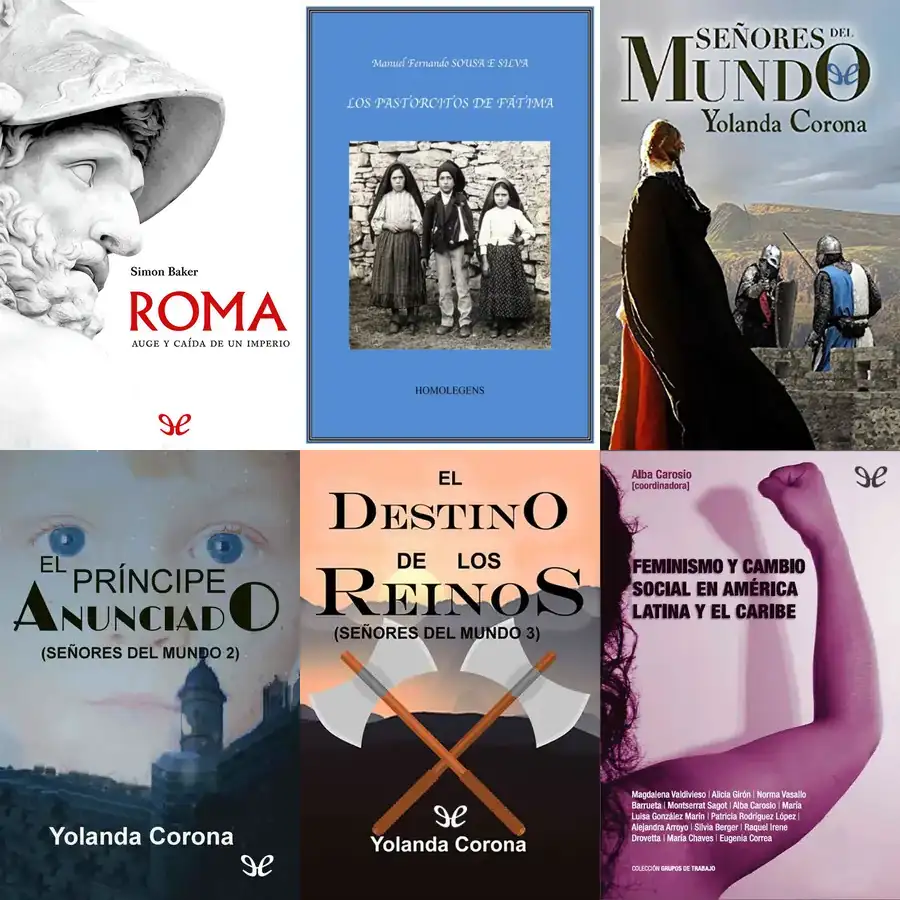 Simon Baker
ROMA
AUGE Y CAÍDA DE UN IMPERIO
Manuel Fernando SOUSA E SILVA
LOS PASTORCITOS DE FÁTIMA
HOMOLEGENS
SEÑORES DEL
MUNDO
Yolanda Corona
EL
PRÍNCIPE
ANUNCIADO
(SEÑORES DEL MUNDO 2)
Yolanda Corona
EL
DESTINO
DE LOS
REINOS
(SEÑORES DEL MUNDO 3)
Yolanda Corona
Alba Carosio
[coordinadora]
FEMINISMO Y CAMBIO
SOCIAL EN AMÉRICA
LATINA Y EL CARIBE
Magdalena Valdivieso | Alicia Girón | Norma Vasallo
Barrueta | Montserrat Sagot | Alba Carosio | María
Luisa González Marín | Patricia Rodríguez López |
Alejandra Arroyo | Silvia Berger | Raquel Irene
Drovetta | María Chaves | Eugenia Correa
COLECCIÓN GRUPOS DE TRABAJO